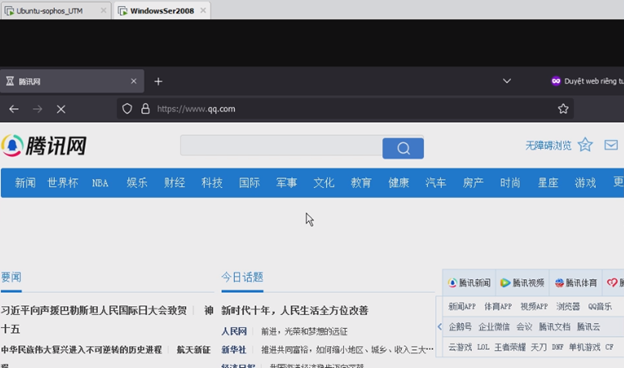 Ubuntu-sophos_UTM
WindowsSer2008
腾讯网
Duyệt web riêng tư
https://www.qq.com
腾讯网
无障碍浏览
新闻 世界杯 NBA 娱乐 财经 科技 国际 军事 文化 教育 健康 汽车 房产 时尚 星座 游戏 更
要闻
今日话题
腾讯新闻 腾讯视频 腾讯体育
习近平向声援巴勒斯坦人民国际日大会致贺 神
十五
新时代十年，人民生活全方位改善
新闻APP 体育APP 视频APP 浏览器 QQ音乐
人民网 前进，光荣和梦想的远征
企鹅号 企业微信 会议 腾讯文档 腾讯云
中华民族伟大复兴进入不可逆转的历史进程 航天新征
新华社 推进共同富裕，如何缩小地区、城乡、收入三大…
云游戏 LOL 王者荣耀 天刀 DNF 单机游戏 CF